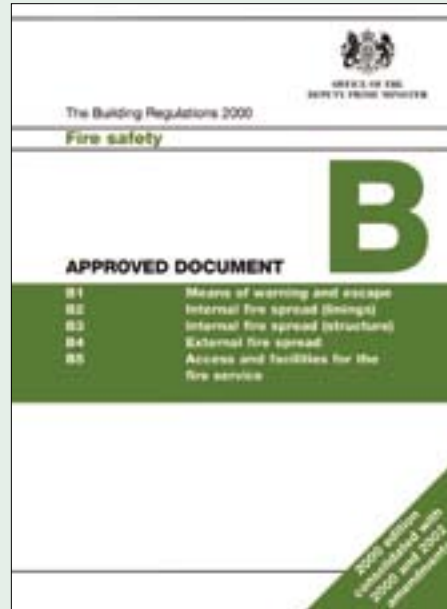 OFFICE OF THE
DEPUTY PRIME MINISTER
The Building Regulations 2000
Fire safety
B
APPROVED DOCUMENT
B1 Means of warning and escape
B2 Internal fire spread (linings)
B3 Internal fire spread (structure)
B4 External fire spread
B5 Access and facilities for the
fire service
2000 edition
consolidated with
2000 and 2002
amendments